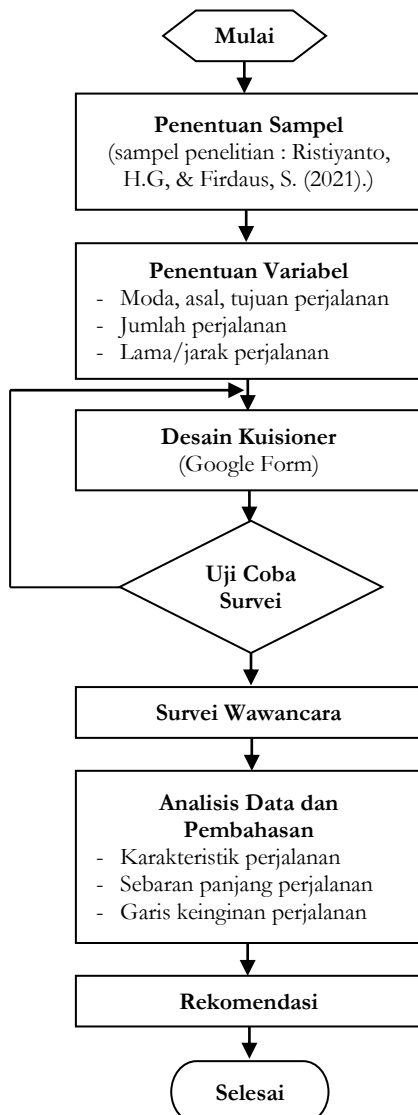 Mulai
Penentuan Sampel
(sampel penelitian : Ristiyanto,
H.G, & Firdaus, S. (2021).)
Penentuan Variabel
- Moda, asal, tujuan perjalanan
- Jumlah perjalanan
- Lama/jarak perjalanan
Desain Kuisioner
(Google Form)
Uji Coba
Survei
Survei Wawancara
Analisis Data dan
Pembahasan
- Karakteristik perjalanan
- Sebaran panjang perjalanan
- Garis keinginan perjalanan
Rekomendasi
Selesai